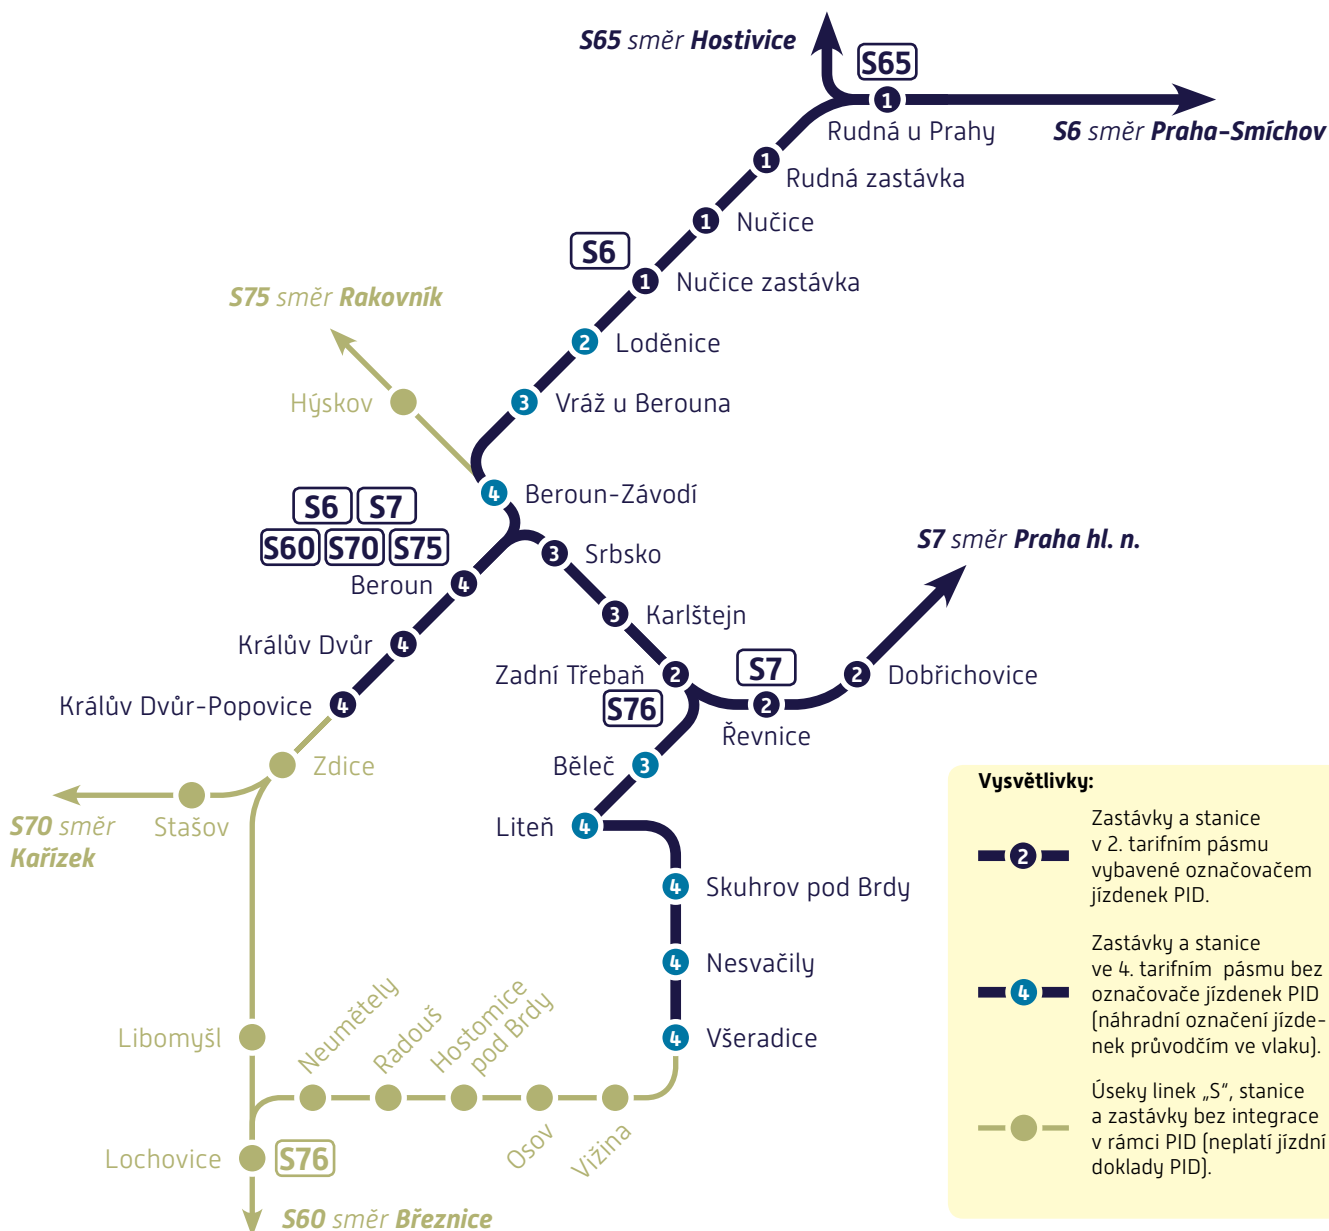 S65 směr Hostivice
S65
1
Rudná u Prahy
S6 směr Praha-Smíchov
1
Rudná zastávka
1
Nučice
S6
1
Nučice zastávka
S75 směr Rakovník
2
Loděnice
Hýskov
3
Vráž u Berouna
4
Beroun-Závodí
S6 S7
S60 S70 S75
Beroun
4
3
Srbsko
S7 směr Praha hl. n.
3
Karlštejn
Králův Dvůr
4
Zadní Třebaň
2
S76
S7
2
Řevnice
2
Dobřichovice
Králův Dvůr-Popovice
4
Zdice
Běleč
3
Stašov
S70 směr
Kařízek
Liteň
4
4
Skuhrov pod Brdy
4
Nesvačily
4
Všeradice
Libomyšl
Neumětely
Radouš
Hostomice
pod Brdy
Osov
Vižina
Lochovice
S76
S60 směr Březnice
Vysvětlivky:
2
Zastávky a stanice
v 2. tarifním pásmu
vybavené označovačem
jízdenek PID.
4
Zastávky a stanice
ve 4. tarifním pásmu bez
označovače jízdenek PID
(náhradní označení jízde-
nek průvodčím ve vlaku).
Úseky linek „S“, stanice
a zastávky bez integrace
v rámci PID (neplatí jízdní
doklady PID).